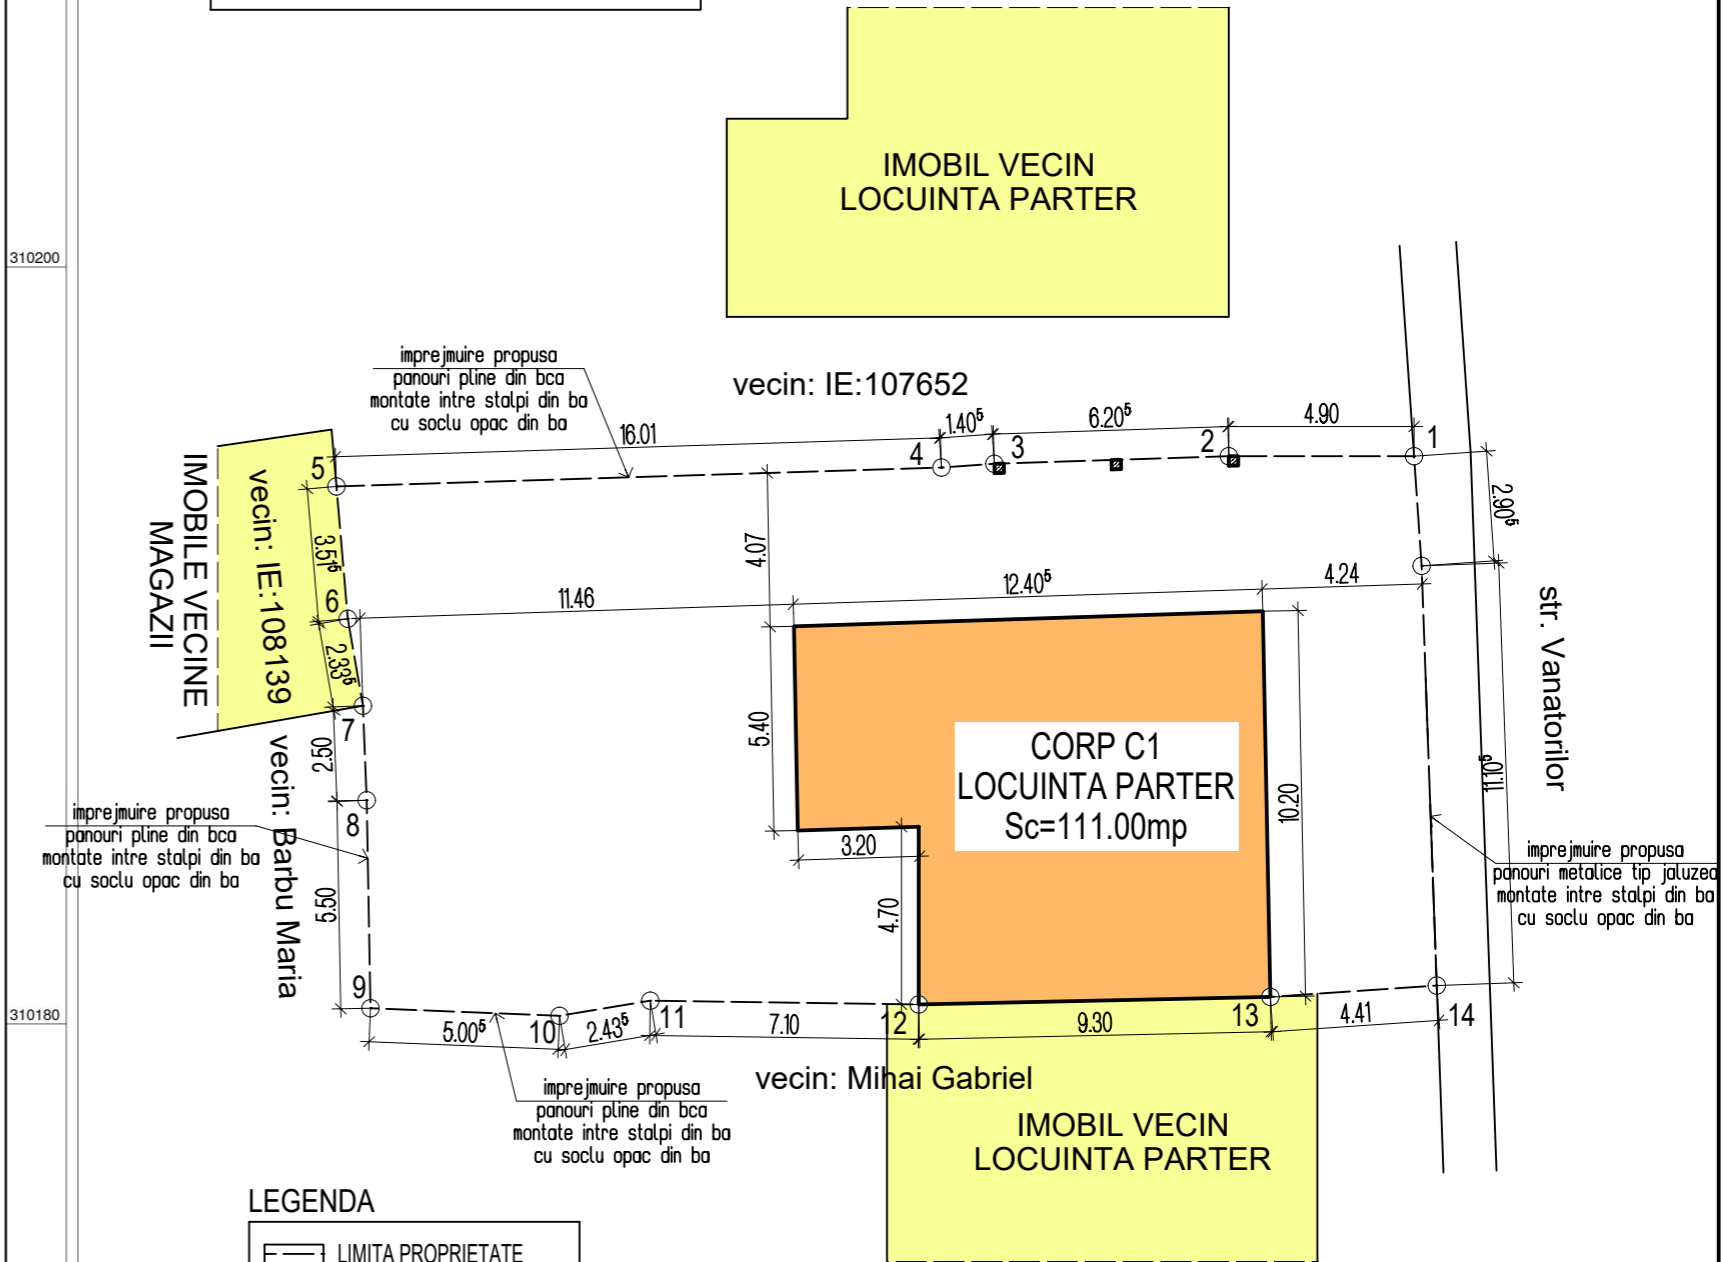 IMOBIL VECIN
LOCUINTA PARTER
310200
imprejmuire propusa
panouri pline din bca
montate intre stalpi din ba
cu soclu opac din ba
vecin: IE:107652
16.01
1.40⁵
6.20⁵
4.90
5
4
3
2
1
2.90⁵
IMOBILE VECINE
MAGAZII
vecin: IE:108139
3.51⁵
4.07
6
11.46
12.40⁵
4.24
2.33⁵
7
str. Vanatorilor
2.50
5.40
CORP C1
LOCUINTA PARTER
Sc=111.00mp
10.20
11.10⁵
8
imprejmuire propusa
panouri pline din bca
montate intre stalpi din ba
cu soclu opac din ba
vecin: Barbu Maria
3.20
imprejmuire propusa
panouri metalice tip jaluzea
montate intre stalpi din ba
cu soclu opac din ba
5.50
4.70
9
310180
5.00⁵
10
2.43⁵
11
7.10
12
9.30
13
4.41
14
vecin: Mihai Gabriel
imprejmuire propusa
panouri pline din bca
montate intre stalpi din ba
cu soclu opac din ba
IMOBIL VECIN
LOCUINTA PARTER
LEGENDA
LIMITA PROPRIETATE